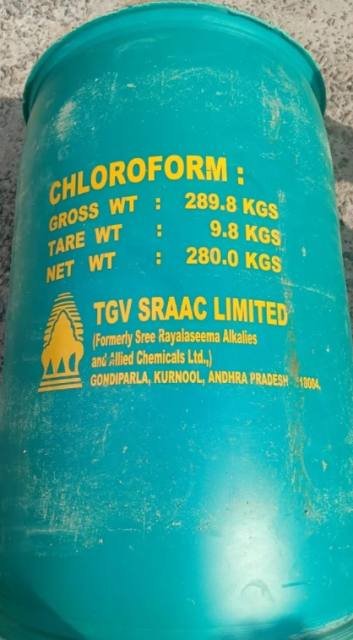 CHLOROFORM :
GROSS WT : 289.8 KGS
TARE WT : 9.8 KGS
NET WT : 280.0 KGS
TGV SRAAC LIMITED
(Formerly Sree Rayalaseema Alkalies
and Allied Chemicals Ltd.,)
GONDIPARLA, KURNOOL, ANDHRA PRADESH